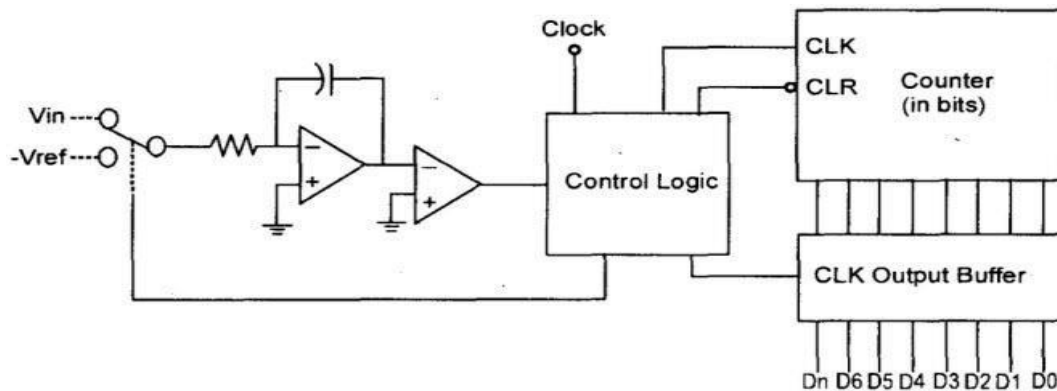 Clock
CLK
CLR
Counter
(in bits)
Vin
-Vref
Control Logic
CLK Output Buffer
Dn D6 D5 D4 D3 D2 D1 D0